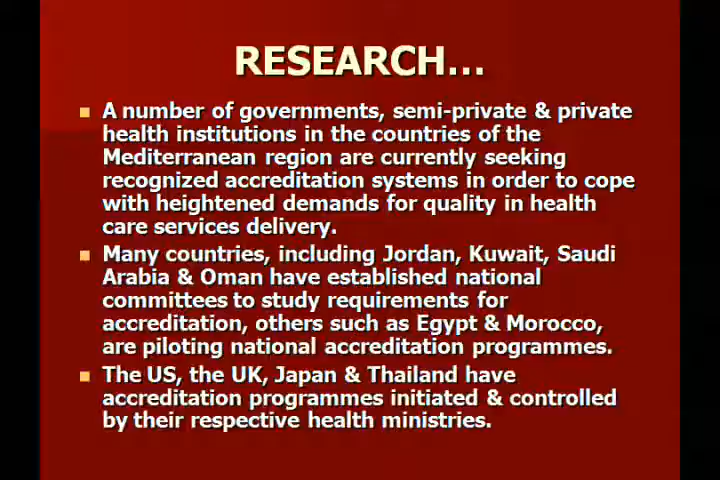 RESEARCH...
A number of governments, semi-private & private
health institutions in the countries of the
Mediterranean region are currently seeking
recognized accreditation systems in order to cope
with heightened demands for quality in health
care services delivery.
Many countries, including Jordan, Kuwait, Saudi
Arabia & Oman have established national
committees to study requirements for
accreditation, others such as Egypt & Morocco,
are piloting national accreditation programmes.
The US, the UK, Japan & Thailand have
accreditation programmes initiated & controlled
by their respective health ministries.